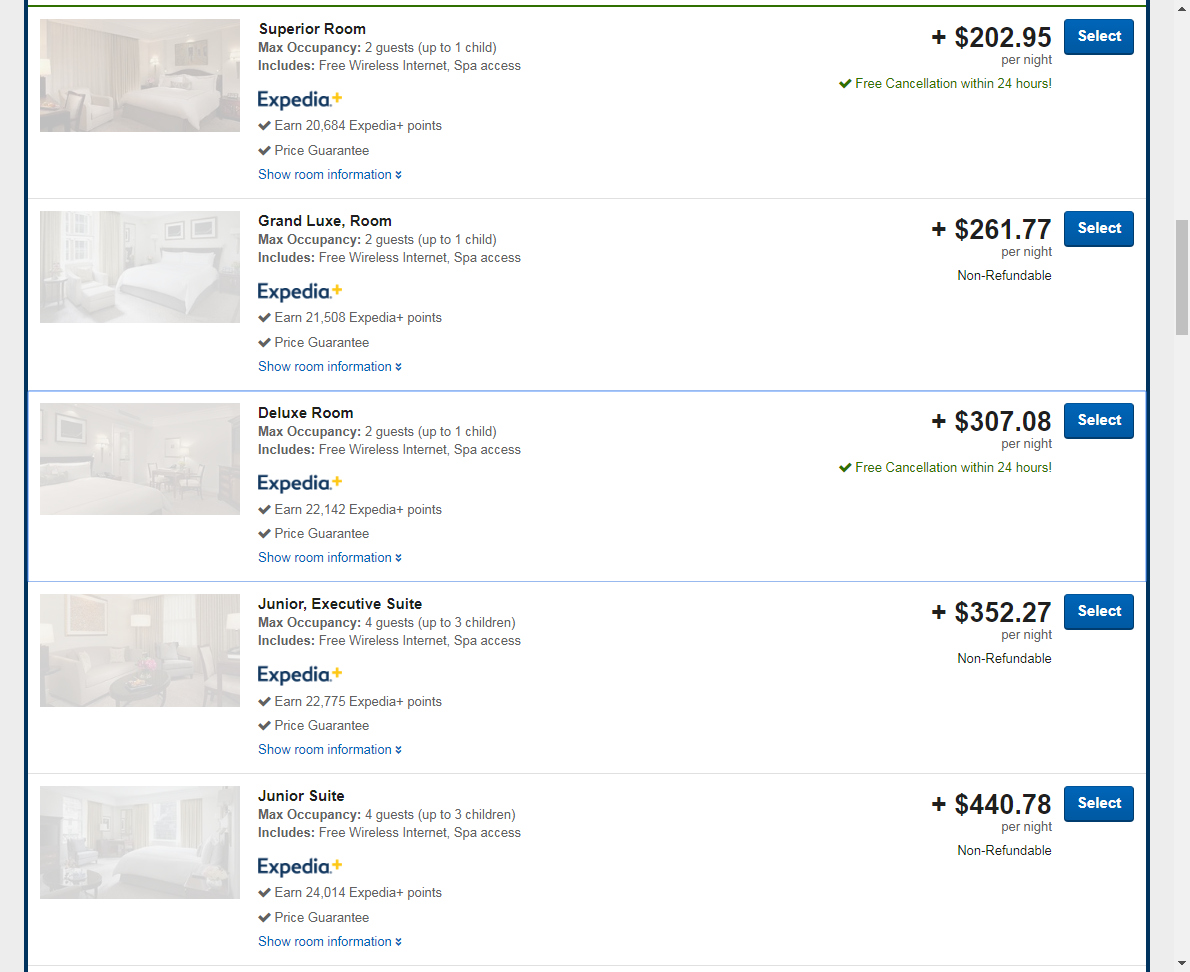 Superior Room
Max Occupancy: 2 guests (up to 1 child)
Includes: Free Wireless Internet, Spa access
Expedia+
Earn 20,684 Expedia+ points
Price Guarantee
Show room information
+ $202.95
per night
Free Cancellation within 24 hours!
Select
Grand Luxe, Room
Max Occupancy: 2 guests (up to 1 child)
Includes: Free Wireless Internet, Spa access
Expedia+
Earn 21,508 Expedia+ points
Price Guarantee
Show room information
+ $261.77
per night
Non-Refundable
Select
Deluxe Room
Max Occupancy: 2 guests (up to 1 child)
Includes: Free Wireless Internet, Spa access
Expedia+
Earn 22,142 Expedia+ points
Price Guarantee
Show room information
+ $307.08
per night
Free Cancellation within 24 hours!
Select
Junior, Executive Suite
Max Occupancy: 4 guests (up to 3 children)
Includes: Free Wireless Internet, Spa access
Expedia+
Earn 22,775 Expedia+ points
Price Guarantee
Show room information
+ $352.27
per night
Non-Refundable
Select
Junior Suite
Max Occupancy: 4 guests (up to 3 children)
Includes: Free Wireless Internet, Spa access
Expedia+
Earn 24,014 Expedia+ points
Price Guarantee
Show room information
+ $440.78
per night
Non-Refundable
Select